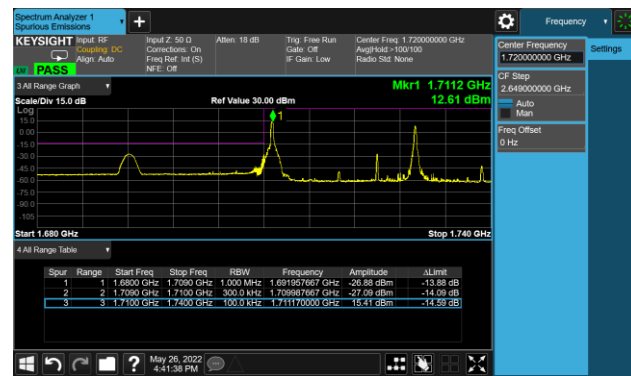 Spectrum Analyzer 1
Spurious Emissions
Frequency
KEYSIGHT
Input: RF
Coupling: DC
Align: Auto
Input Z: 50 Ω
Corrections: On
Freq Ref: Int (S)
NFE: Off
Atten: 18 dB
Trig: Free Run
Gate: Off
IF Gain: Low
Center Freq: 1.720000000 GHz
Avg|Hold:>100/100
Radio Std: None
PASS
Center Frequency
1.720000000 GHz
Settings
CF Step
2.649000000 GHz
Auto
Man
Freq Offset
0 Hz
3 All Range Graph
Mkr1 1.7112 GHz
Scale/Div 15.0 dB
Ref Value 30.00 dBm
12.61 dBm
Log
15.0
0.00
-15.0
-30.0
-45.0
-60.0
-75.0
-90.0
-105
1
Start 1.680 GHz
Stop 1.740 GHz
4 All Range Table
Spur Range Start Freq Stop Freq RBW Frequency Amplitude ΔLimit
1 1 1.6800 GHz 1.7090 GHz 1.000 MHz 1.691957667 GHz -26.88 dBm -13.88 dB
2 2 1.7090 GHz 1.7100 GHz 300.0 kHz 1.709987667 GHz -27.09 dBm -14.09 dB
3 3 1.7100 GHz 1.7400 GHz 100.0 kHz 1.711170000 GHz 15.41 dBm -14.59 dB
?
May 26, 2022
4:41:38 PM